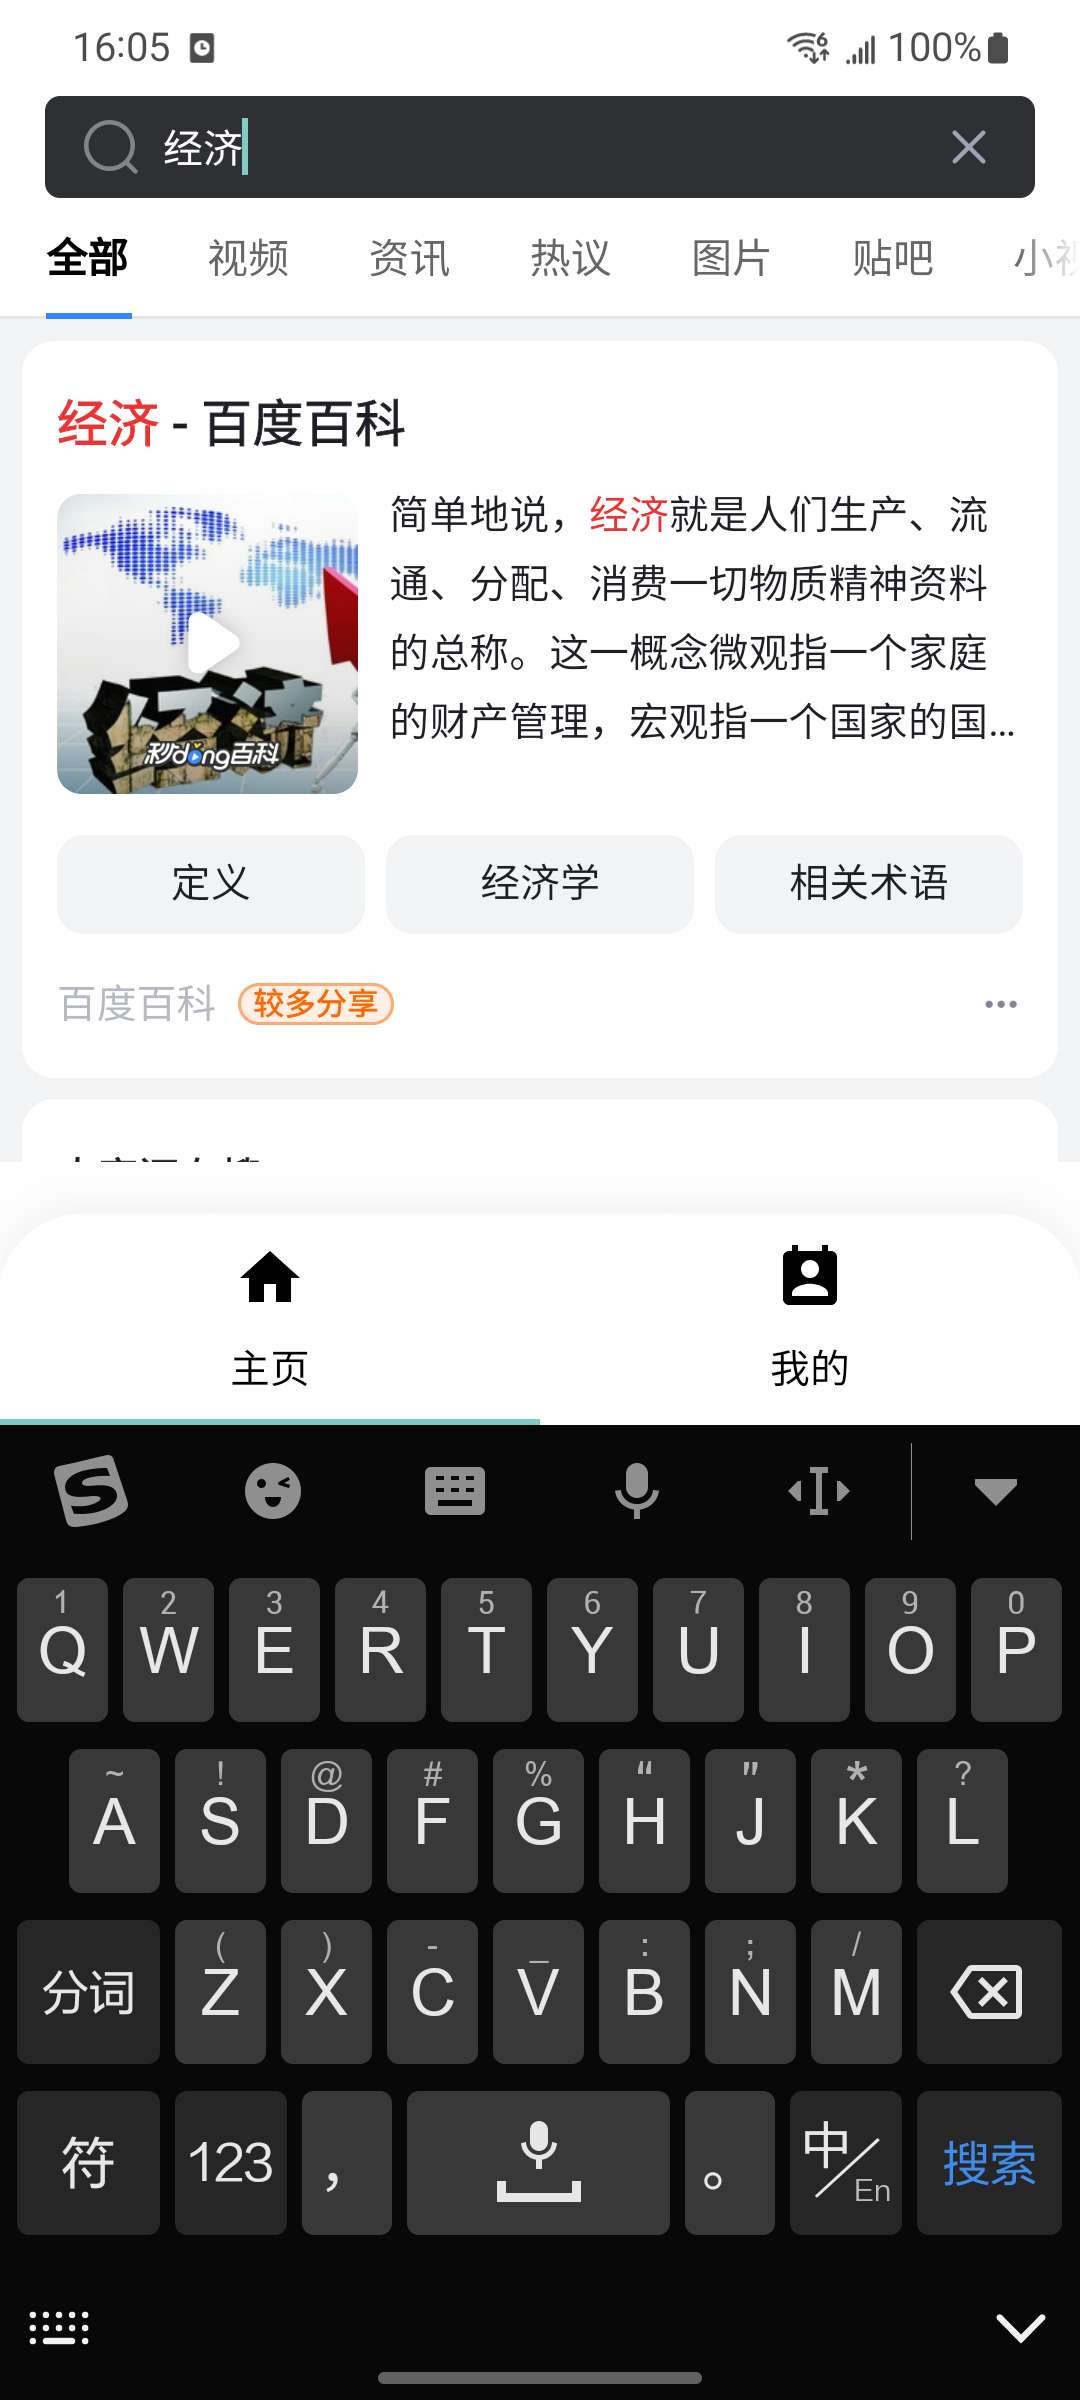 16:05
100%
经济
全部 视频 资讯 热议 图片 贴吧 小视
经济 - 百度百科
简单地说，经济就是人们生产、流
通、分配、消费一切物质精神资料
的总称。这一概念微观指一个家庭
的财产管理，宏观指一个国家的国...
秒dong百科
定义 经济学 相关术语
百度百科 较多分享
主页 我的
1 2 3 4 5 6 7 8 9 0
Q W E R T Y U I O P
~ ! @ # % “ " * ?
A S D F G H J K L
( ) - _ : ; /
分词 Z X C V B N M
符 123 ， 。 中/En 搜索